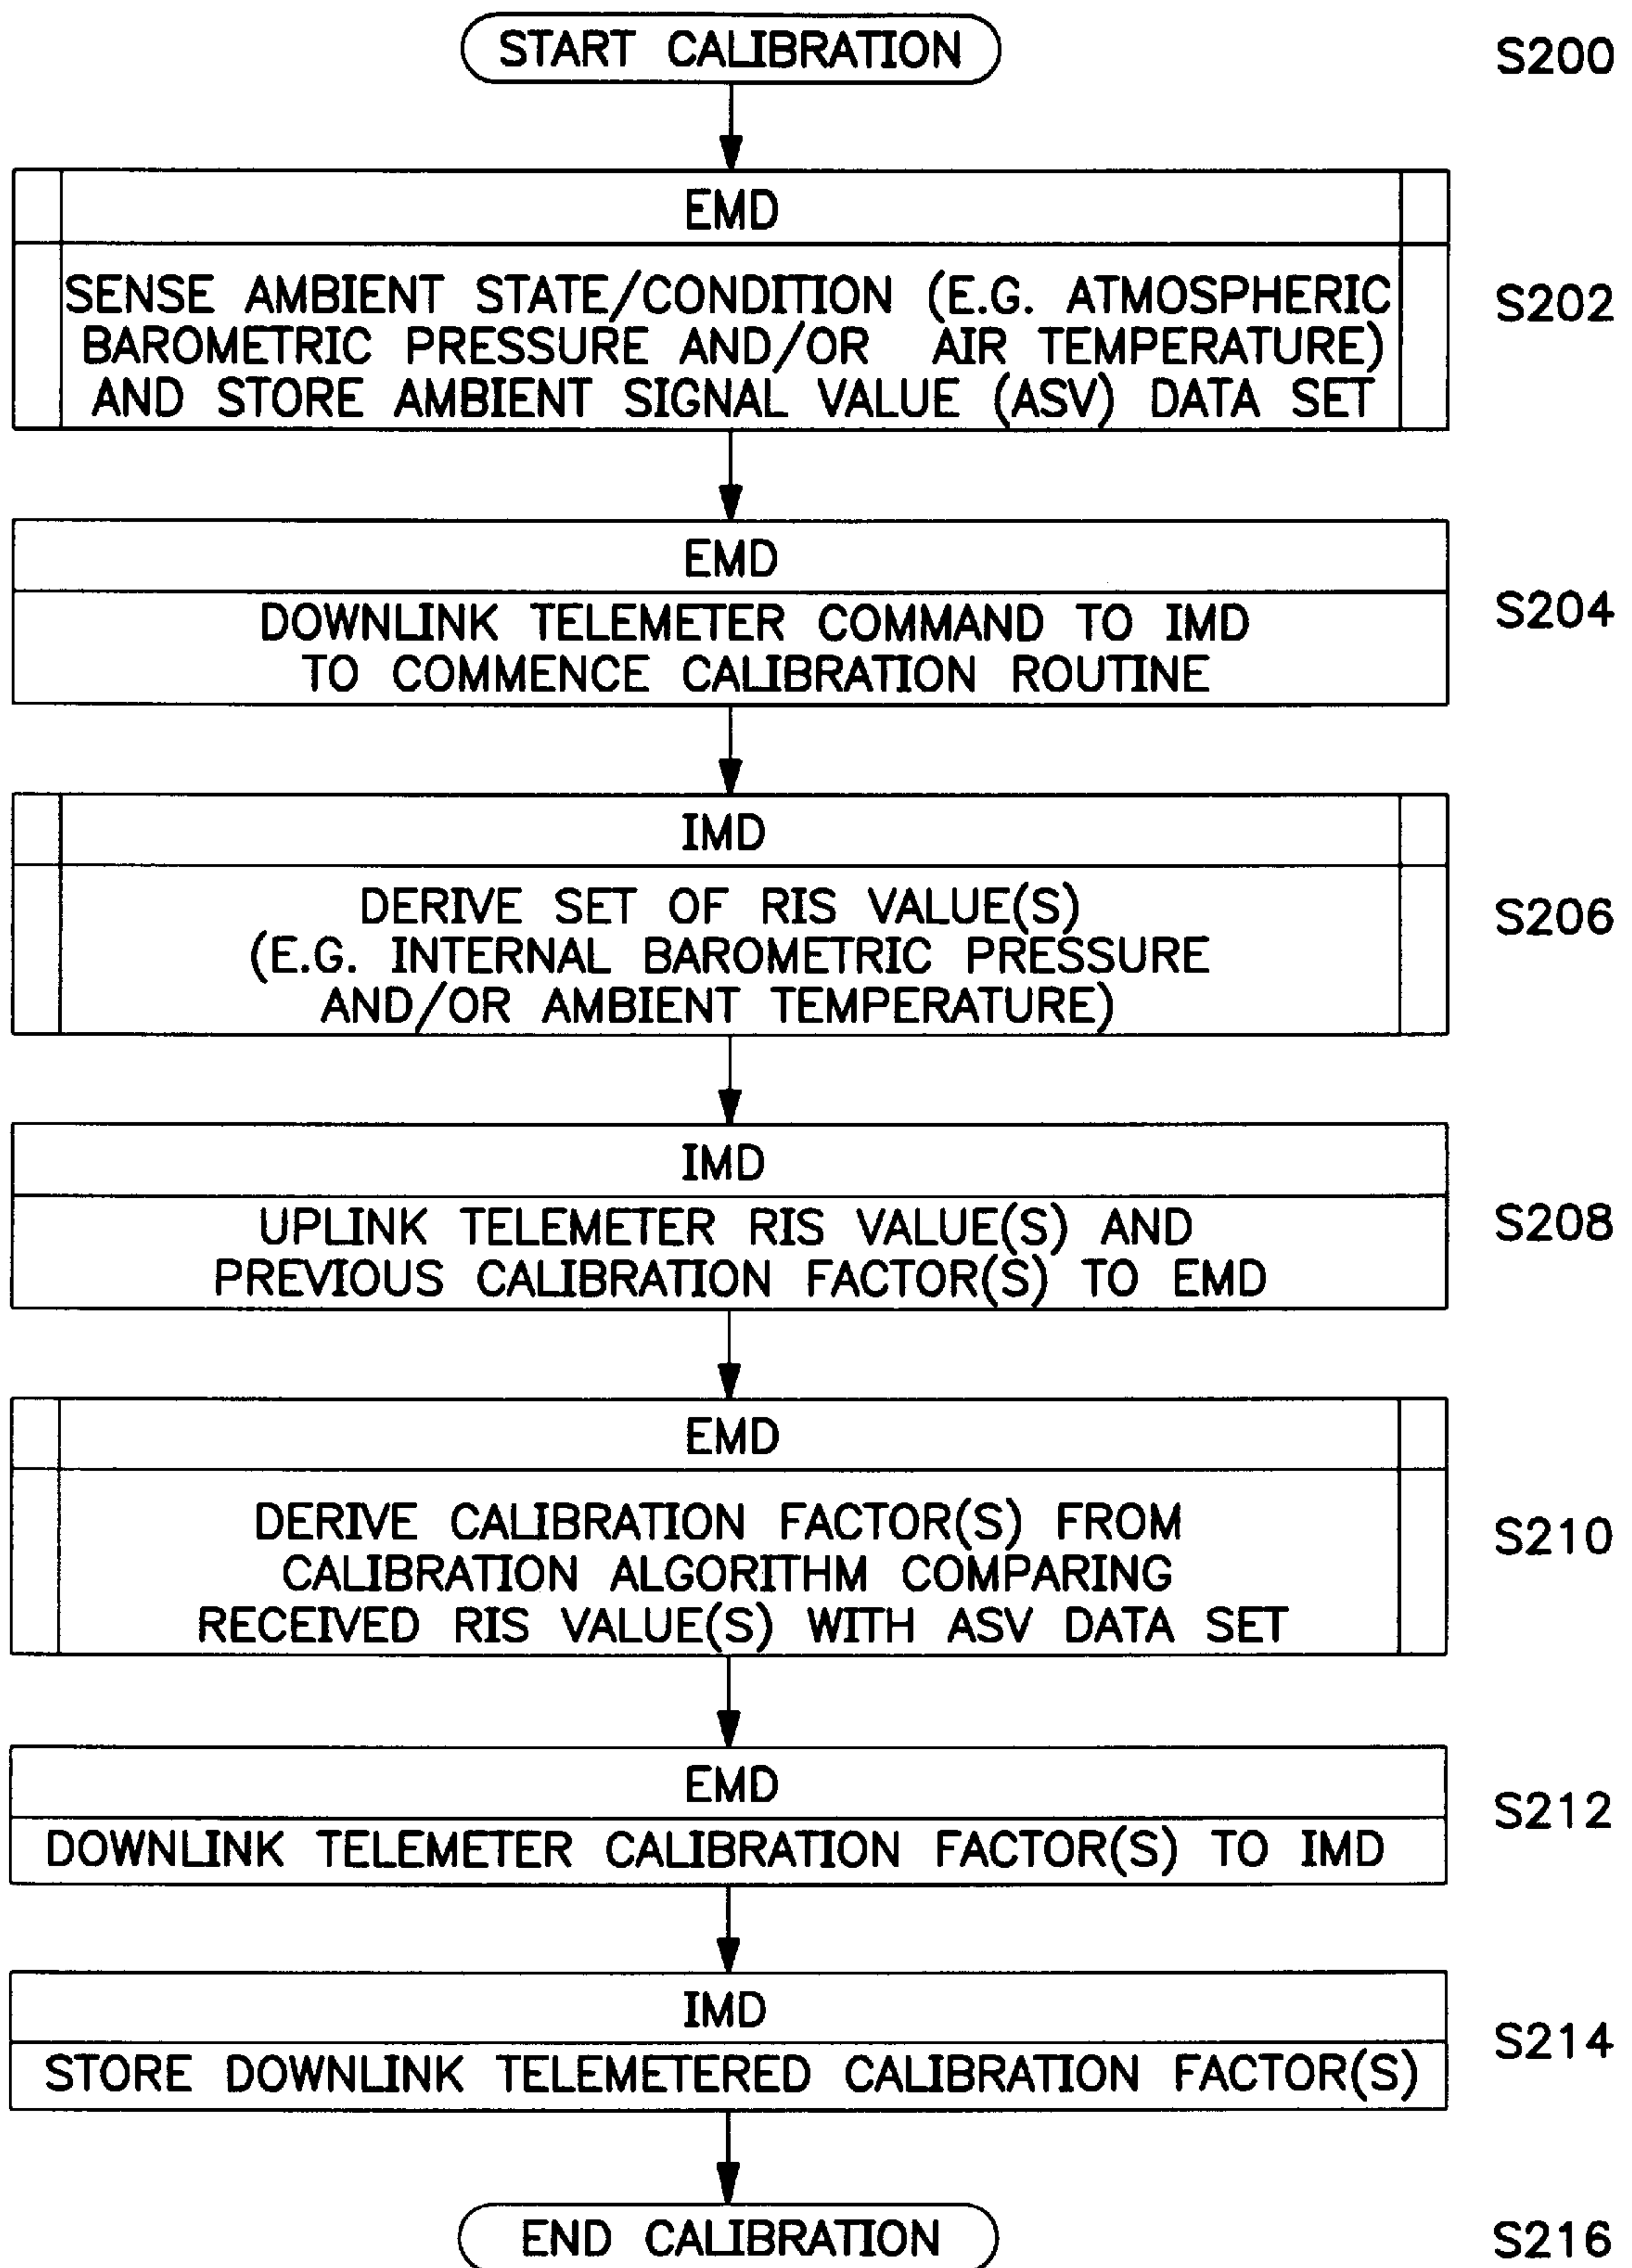 START CALIBRATION
S200
EMD
SENSE AMBIENT STATE/CONDITION (E.G. ATMOSPHERIC
BAROMETRIC PRESSURE AND/OR AIR TEMPERATURE)
AND STORE AMBIENT SIGNAL VALUE (ASV) DATA SET
S202
EMD
DOWNLINK TELEMETER COMMAND TO IMD
TO COMMENCE CALIBRATION ROUTINE
S204
IMD
DERIVE SET OF RIS VALUE(S)
(E.G. INTERNAL BAROMETRIC PRESSURE
AND/OR AMBIENT TEMPERATURE)
S206
IMD
UPLINK TELEMETER RIS VALUE(S) AND
PREVIOUS CALIBRATION FACTOR(S) TO EMD
S208
EMD
DERIVE CALIBRATION FACTOR(S) FROM
CALIBRATION ALGORITHM COMPARING
RECEIVED RIS VALUE(S) WITH ASV DATA SET
S210
EMD
DOWNLINK TELEMETER CALIBRATION FACTOR(S) TO IMD
S212
IMD
STORE DOWNLINK TELEMETERED CALIBRATION FACTOR(S)
S214
END CALIBRATION
S216